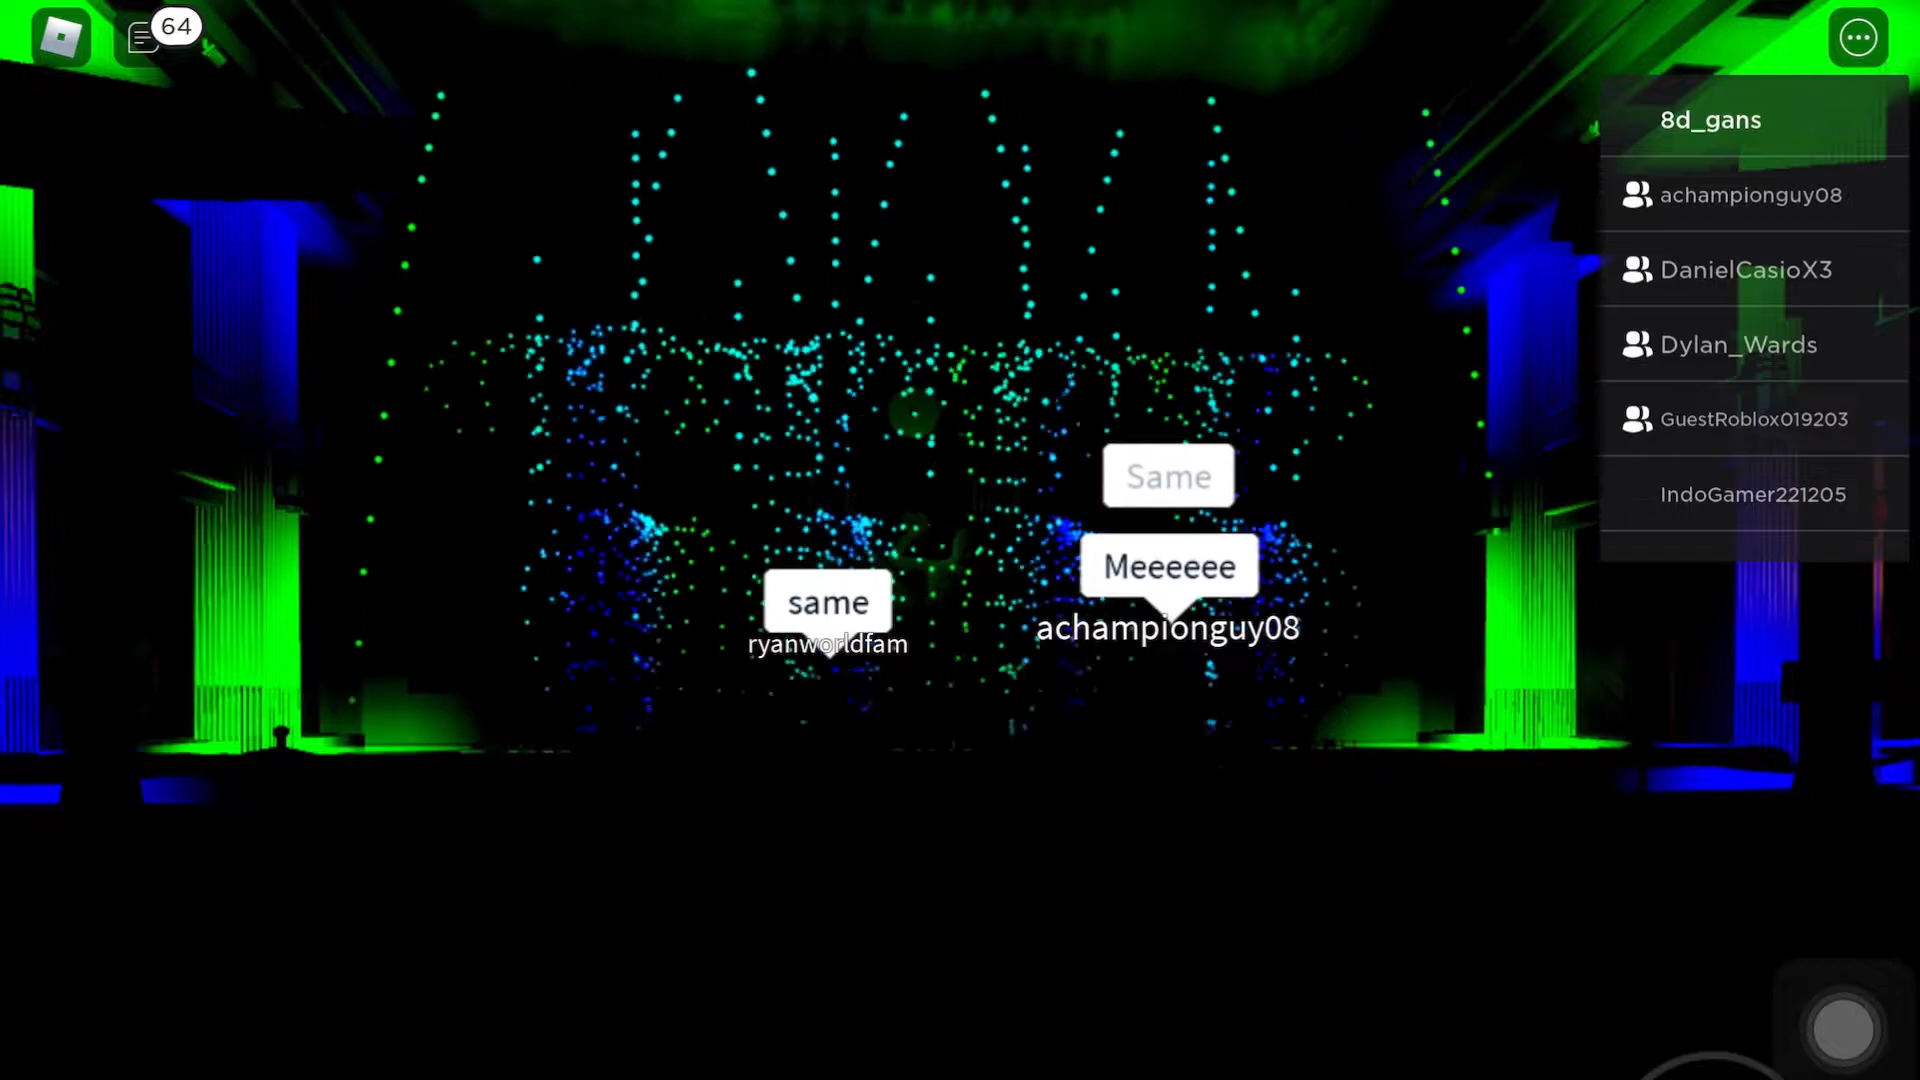 64
8d_gans
achampionguy08
DanielCasioX3
Dylan_Wards
GuestRoblox019203
IndoGamer221205
Same
Meeeeee
achampionguy08
same
ryanworldfam